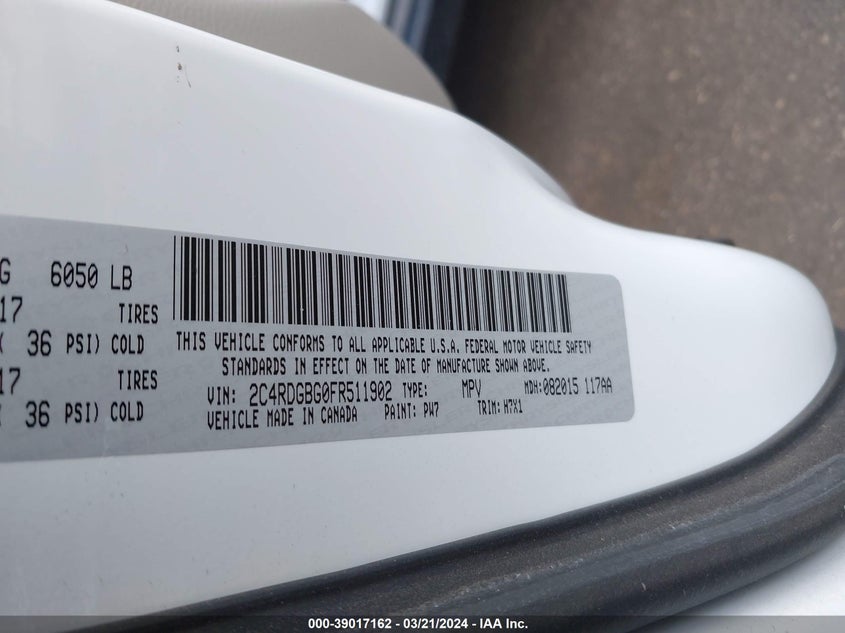 G 6050 LB
17 TIRES
( 36 PSI) COLD
17 TIRES
( 36 PSI) COLD
THIS VEHICLE CONFORMS TO ALL APPLICABLE U.S.A. FEDERAL MOTOR VEHICLE SAFETY
STANDARDS IN EFFECT ON THE DATE OF MANUFACTURE SHOWN ABOVE.
VIN: 2C4RDGBG0FR511902 TYPE: MPV MDH:082015 117AA
VEHICLE MADE IN CANADA PAINT: PW7 TRIM: H7X1
000-39017162 - 03/21/2024 - IAA Inc.